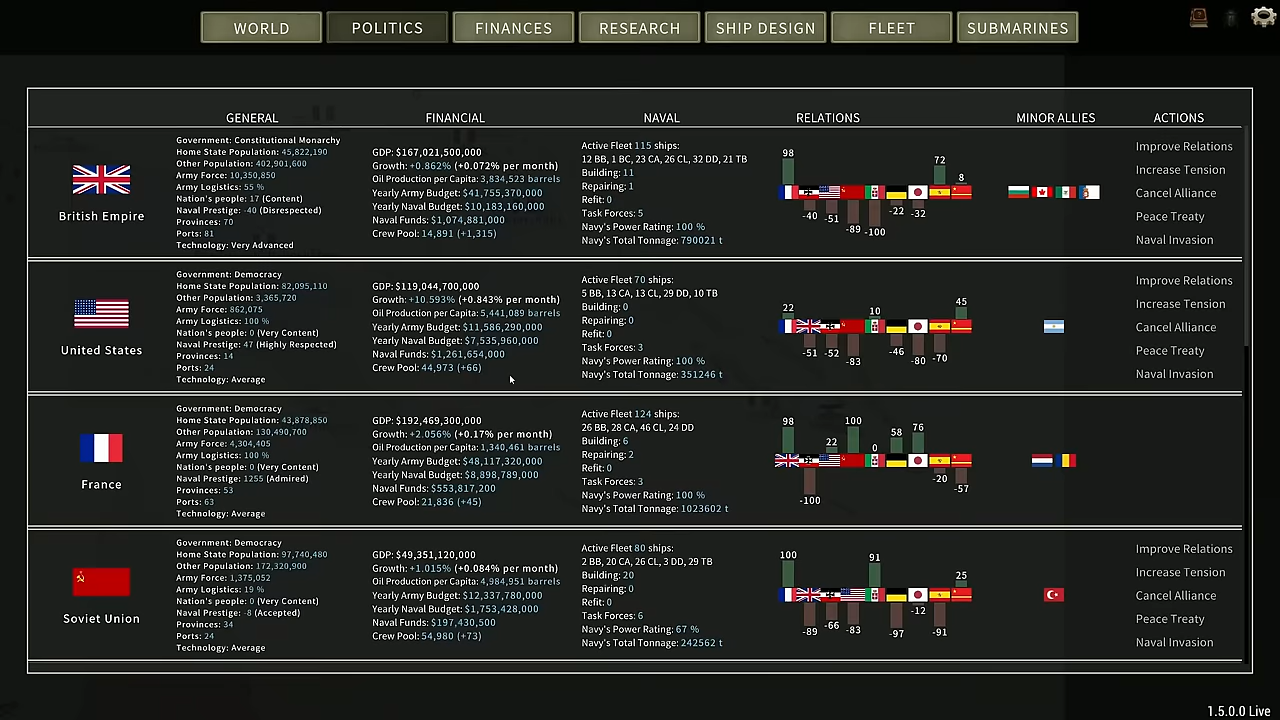 WORLD
POLITICS
FINANCES
RESEARCH
SHIP DESIGN
FLEET
SUBMARINES
GENERAL
FINANCIAL
NAVAL
RELATIONS
MINOR ALLIES
ACTIONS
British Empire
Government: Constitutional Monarchy
Home State Population: 45,822,190
Other Population: 402,901,600
Army Force: 10,350,850
Army Logistics: 55 %
Nation's people: 17 (Content)
Naval Prestige: -40 (Disrespected)
Provinces: 70
Ports: 81
Technology: Very Advanced
GDP: $167,021,500,000
Growth: +0.862% (+0.072% per month)
Oil Production per Capita: 3,834,523 barrels
Yearly Army Budget: $41,755,370,000
Yearly Naval Budget: $10,183,160,000
Naval Funds: $1,074,881,000
Crew Pool: 14,891 (+1,315)
Active Fleet 115 ships:
12 BB, 1 BC, 23 CA, 26 CL, 32 DD, 21 TB
Building: 11
Repairing: 1
Refit: 0
Task Forces: 5
Navy's Power Rating: 100 %
Navy's Total Tonnage: 790021 t
98
72
8
-40
-51
-89
-100
-22
-32
Improve Relations
Increase Tension
Cancel Alliance
Peace Treaty
Naval Invasion
United States
Government: Democracy
Home State Population: 82,095,110
Other Population: 3,365,720
Army Force: 862,075
Army Logistics: 100 %
Nation's people: 0 (Very Content)
Naval Prestige: 47 (Highly Respected)
Provinces: 14
Ports: 24
Technology: Average
GDP: $119,044,700,000
Growth: +10.593% (+0.843% per month)
Oil Production per Capita: 5,441,089 barrels
Yearly Army Budget: $11,586,290,000
Yearly Naval Budget: $7,535,960,000
Naval Funds: $1,261,654,000
Crew Pool: 44,973 (+66)
Active Fleet 70 ships:
5 BB, 13 CA, 13 CL, 29 DD, 10 TB
Building: 0
Repairing: 0
Refit: 0
Task Forces: 3
Navy's Power Rating: 100 %
Navy's Total Tonnage: 351246 t
22
10
45
-51
-52
-83
-46
-80
-70
Improve Relations
Increase Tension
Cancel Alliance
Peace Treaty
Naval Invasion
France
Government: Democracy
Home State Population: 43,878,850
Other Population: 130,490,700
Army Force: 4,304,405
Army Logistics: 100 %
Nation's people: 0 (Very Content)
Naval Prestige: 1255 (Admired)
Provinces: 53
Ports: 63
Technology: Average
GDP: $192,469,300,000
Growth: +2.056% (+0.17% per month)
Oil Production per Capita: 1,340,461 barrels
Yearly Army Budget: $48,117,320,000
Yearly Naval Budget: $8,898,789,000
Naval Funds: $553,817,200
Crew Pool: 21,836 (+45)
Active Fleet 124 ships:
26 BB, 28 CA, 46 CL, 24 DD
Building: 6
Repairing: 2
Refit: 0
Task Forces: 3
Navy's Power Rating: 100 %
Navy's Total Tonnage: 1023602 t
98
22
100
0
58
76
-100
-20
-57
Soviet Union
Government: Democracy
Home State Population: 97,740,480
Other Population: 172,320,900
Army Force: 1,375,052
Army Logistics: 19 %
Nation's people: 0 (Very Content)
Naval Prestige: -8 (Accepted)
Provinces: 34
Ports: 24
Technology: Average
GDP: $49,351,120,000
Growth: +1.015% (+0.084% per month)
Oil Production per Capita: 4,984,951 barrels
Yearly Army Budget: $12,337,780,000
Yearly Naval Budget: $1,753,428,000
Naval Funds: $197,430,500
Crew Pool: 54,980 (+73)
Active Fleet 80 ships:
2 BB, 20 CA, 26 CL, 3 DD, 29 TB
Building: 20
Repairing: 0
Refit: 0
Task Forces: 6
Navy's Power Rating: 67 %
Navy's Total Tonnage: 242562 t
100
91
25
-89
-66
-83
-97
-12
-91
Improve Relations
Increase Tension
Cancel Alliance
Peace Treaty
Naval Invasion
1.5.0.0 Live